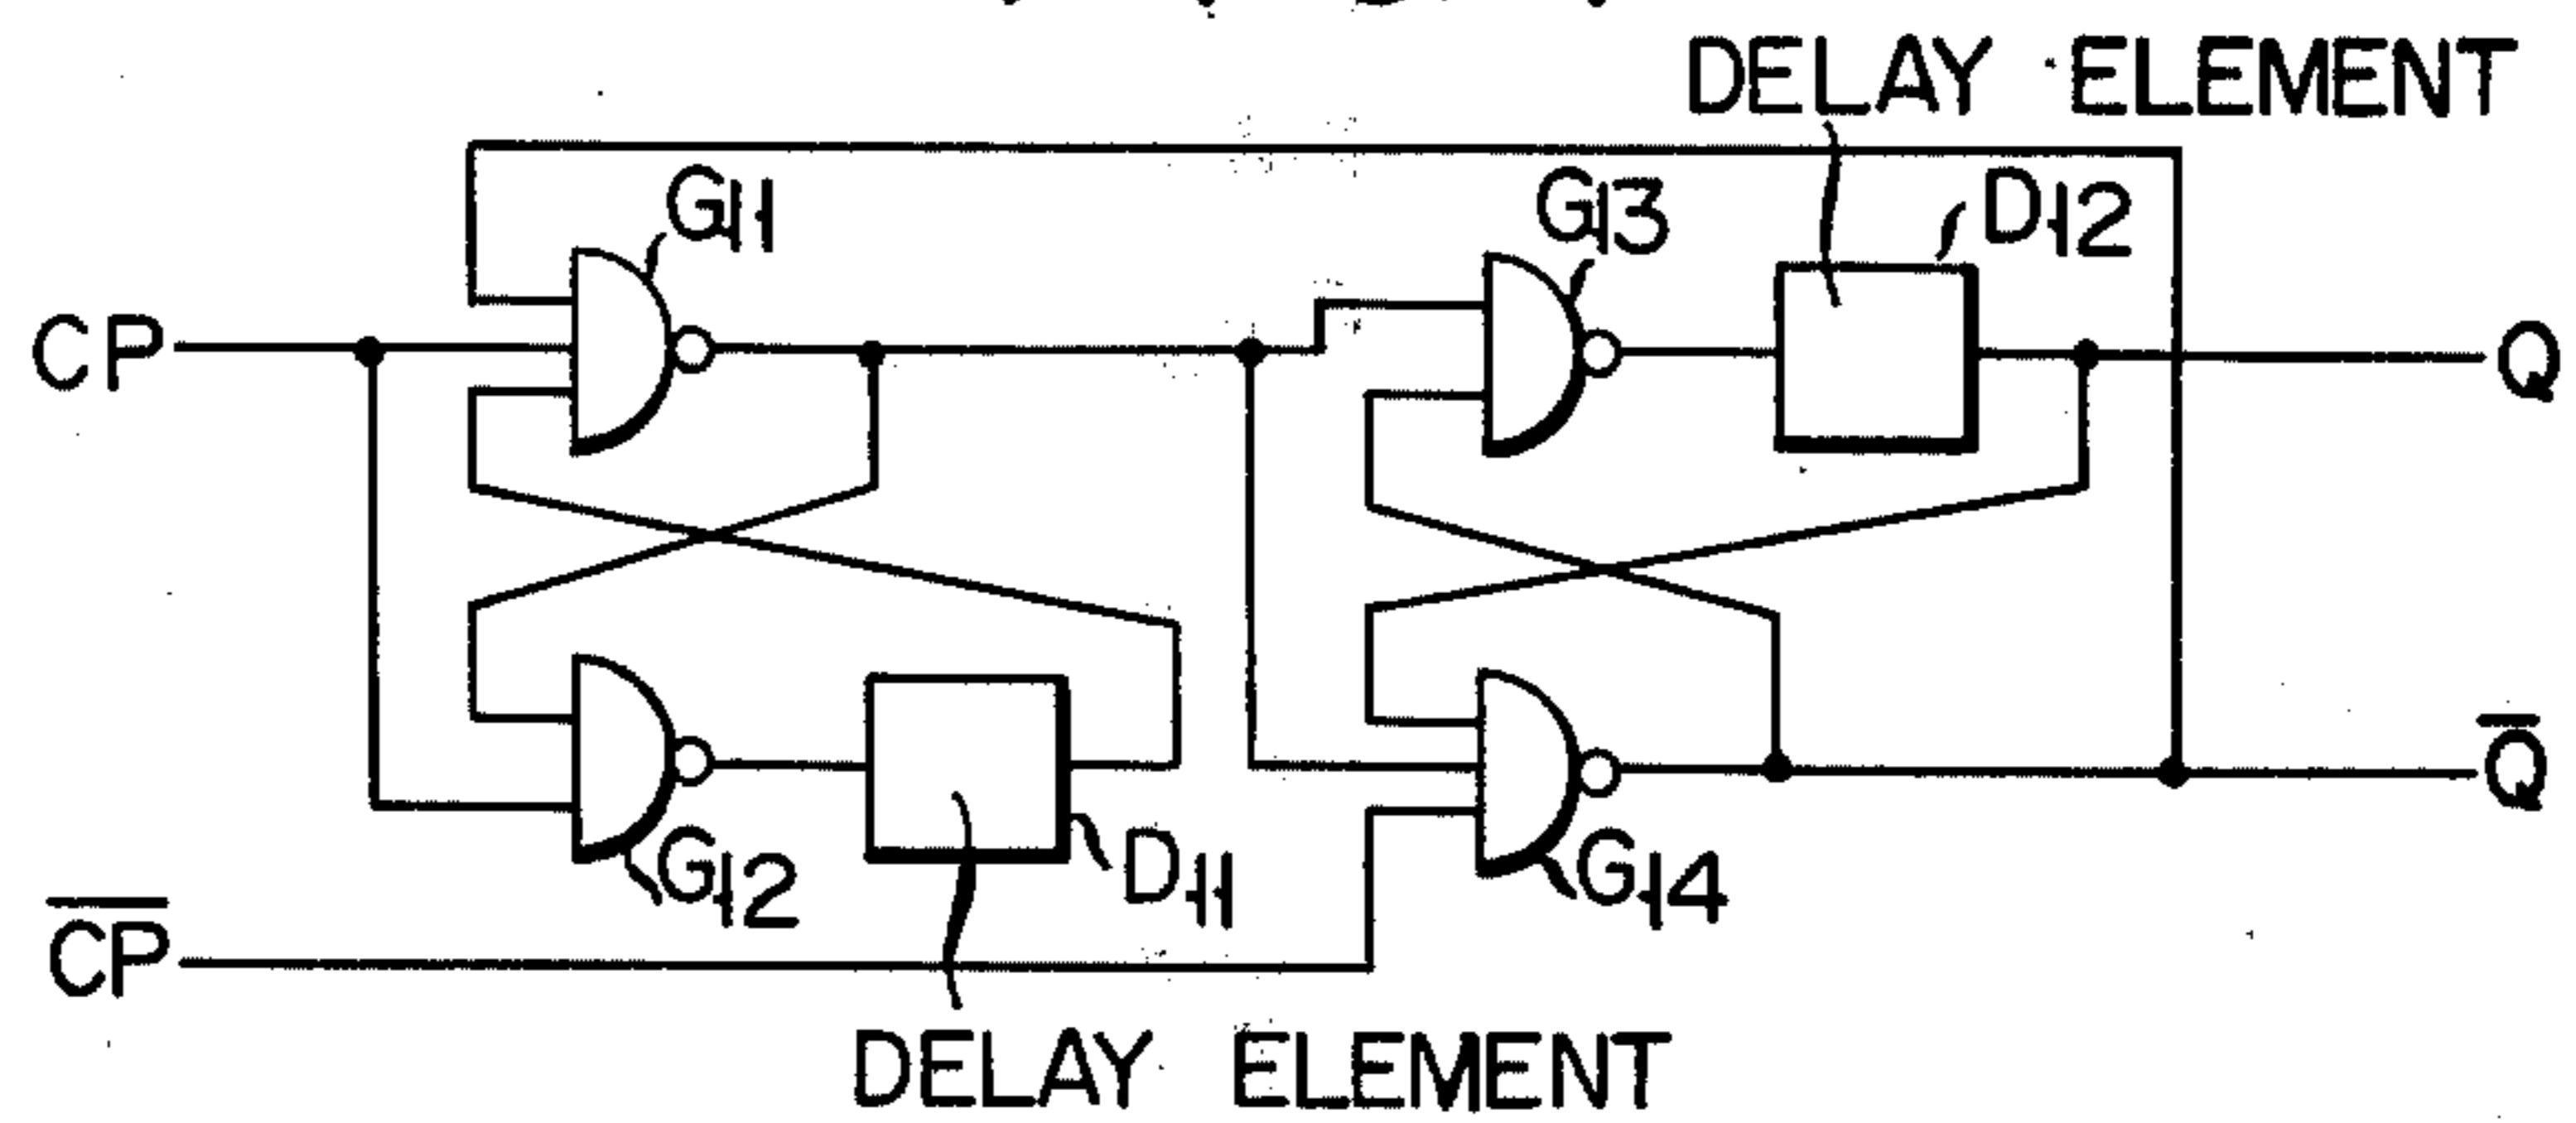 DELAY ELEMENT
G11
G13
D12
CP
Q
G12
D11
G14
Q̅
C̅P̅
DELAY ELEMENT